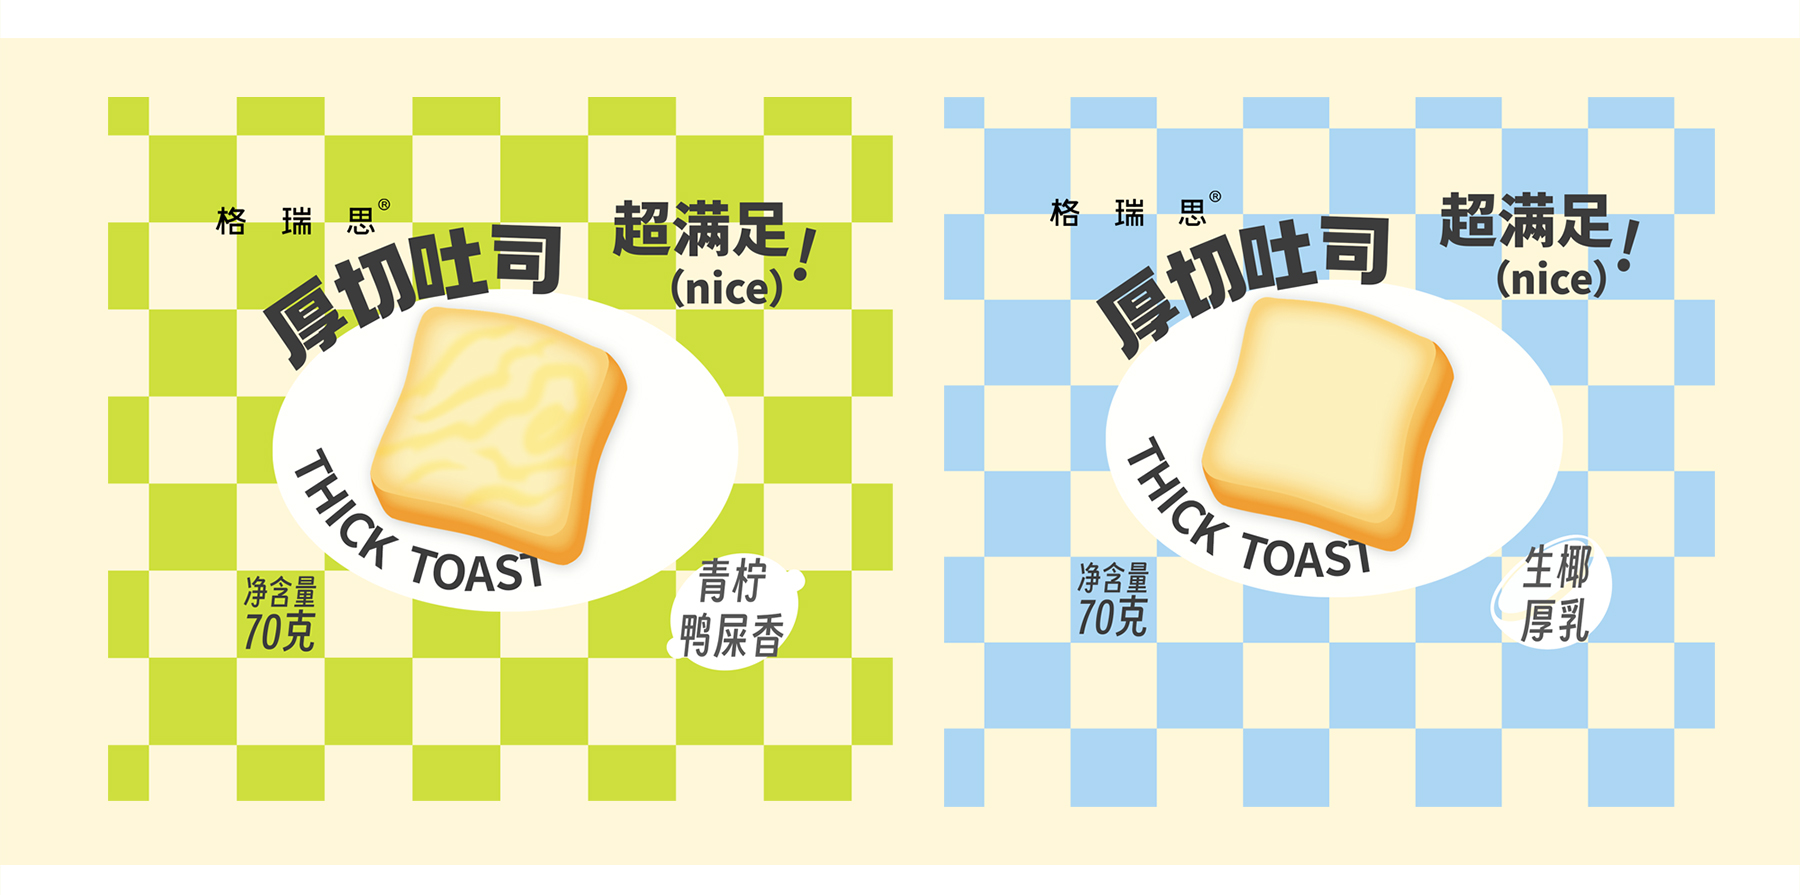 格瑞思®
厚切吐司
超满足!
(nice)
THICK TOAST
净含量
70克
青柠
鸭屎香
格瑞思®
厚切吐司
超满足!
(nice)
THICK TOAST
净含量
70克
生椰
厚乳